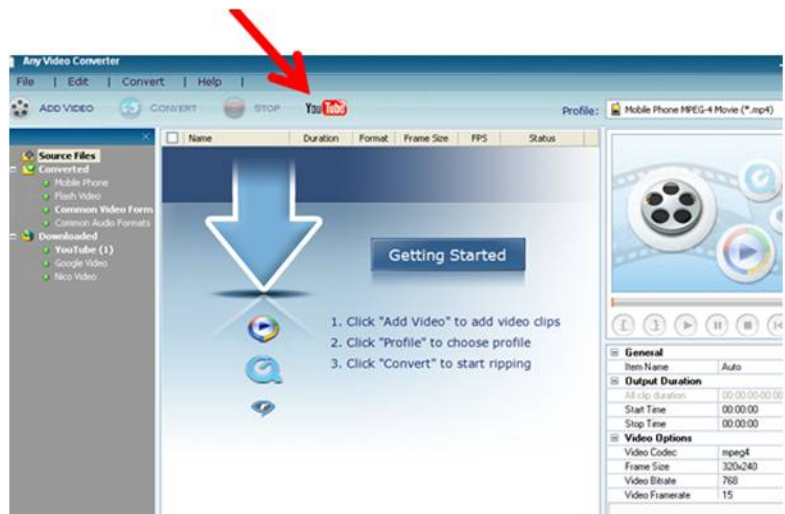 Any Video Converter
File | Edit | Convert | Help |
ADD VIDEO CONVERT STOP YouTube Profile: Mobile Phone MPEG-4 Movie (*.mp4)
Name Duration Format Frame Size FPS Status
Source Files
Converted
Mobile Phone
Flash Video
Common Video Form
Common Audio Formats
Downloaded
YouTube (1)
Google Video
Nico Video
Getting Started
1. Click "Add Video" to add video clips
2. Click "Profile" to choose profile
3. Click "Convert" to start ripping
General
Item Name Auto
Output Duration
All clip duration 00:00:00-00:00
Start Time 00:00:00
Stop Time 00:00:00
Video Options
Video Codec mpeg4
Frame Size 320x240
Video Bitrate 768
Video Framerate 15